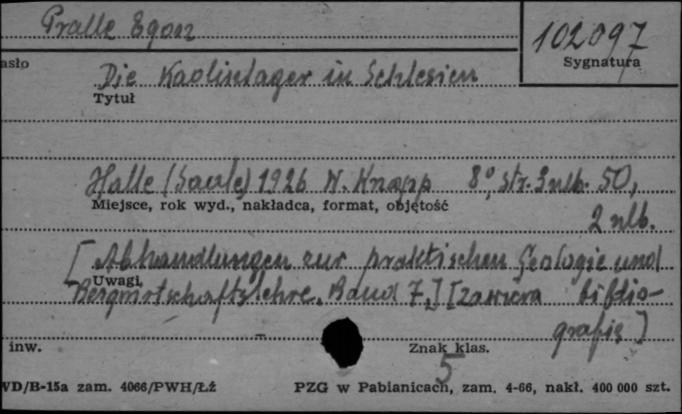 Pralle Egon
102097
asło
Sygnatura
Die Kaolinlager in Schlesien
Tytuł
Halle (Saale) 1926 W. Knapp 8°, str. 3 nlb. 50,
Miejsce, rok wyd., nakładca, format, objętość
2 nlb.
[Abhandlungen zur praktischen Geologie und
Uwagi
Bergwirtschaftslehre. Band 7.] [zawiera biblio-
grafię]
inw.
Znak klas.
5
WD/B-15a zam. 4066/PWH/ŁŻ
PZG w Pabianicach, zam. 4-66, nakł. 400 000 szt.